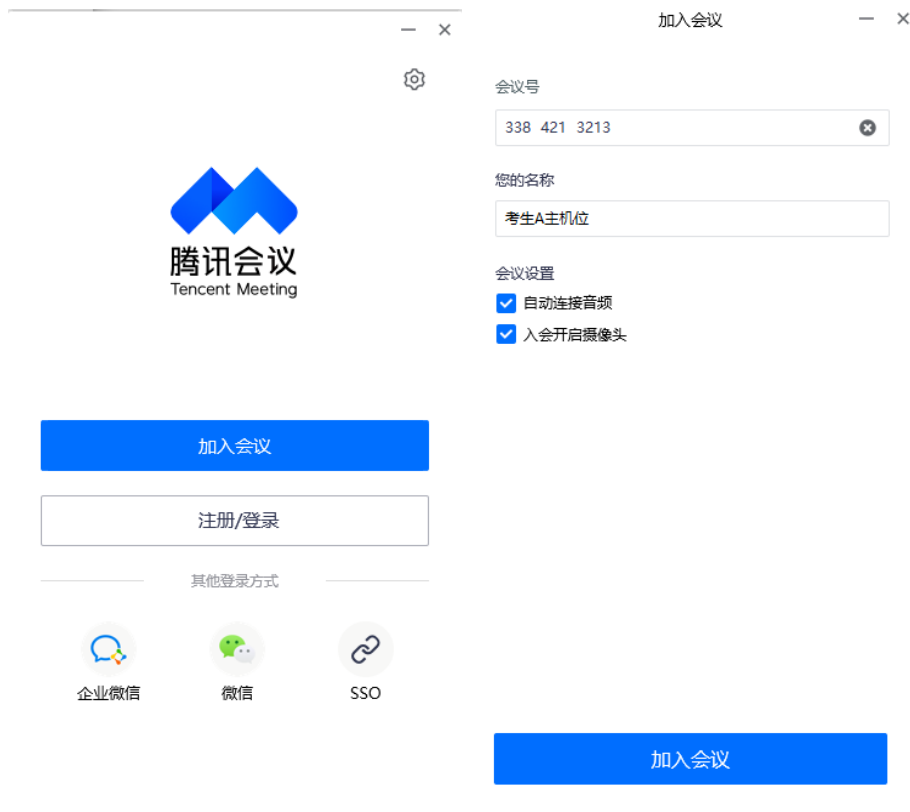 腾讯会议
Tencent Meeting
加入会议
注册/登录
其他登录方式
企业微信
微信
SSO
加入会议
会议号
338 421 3213
您的名称
考生A主机位
会议设置
自动连接音频
入会开启摄像头
加入会议